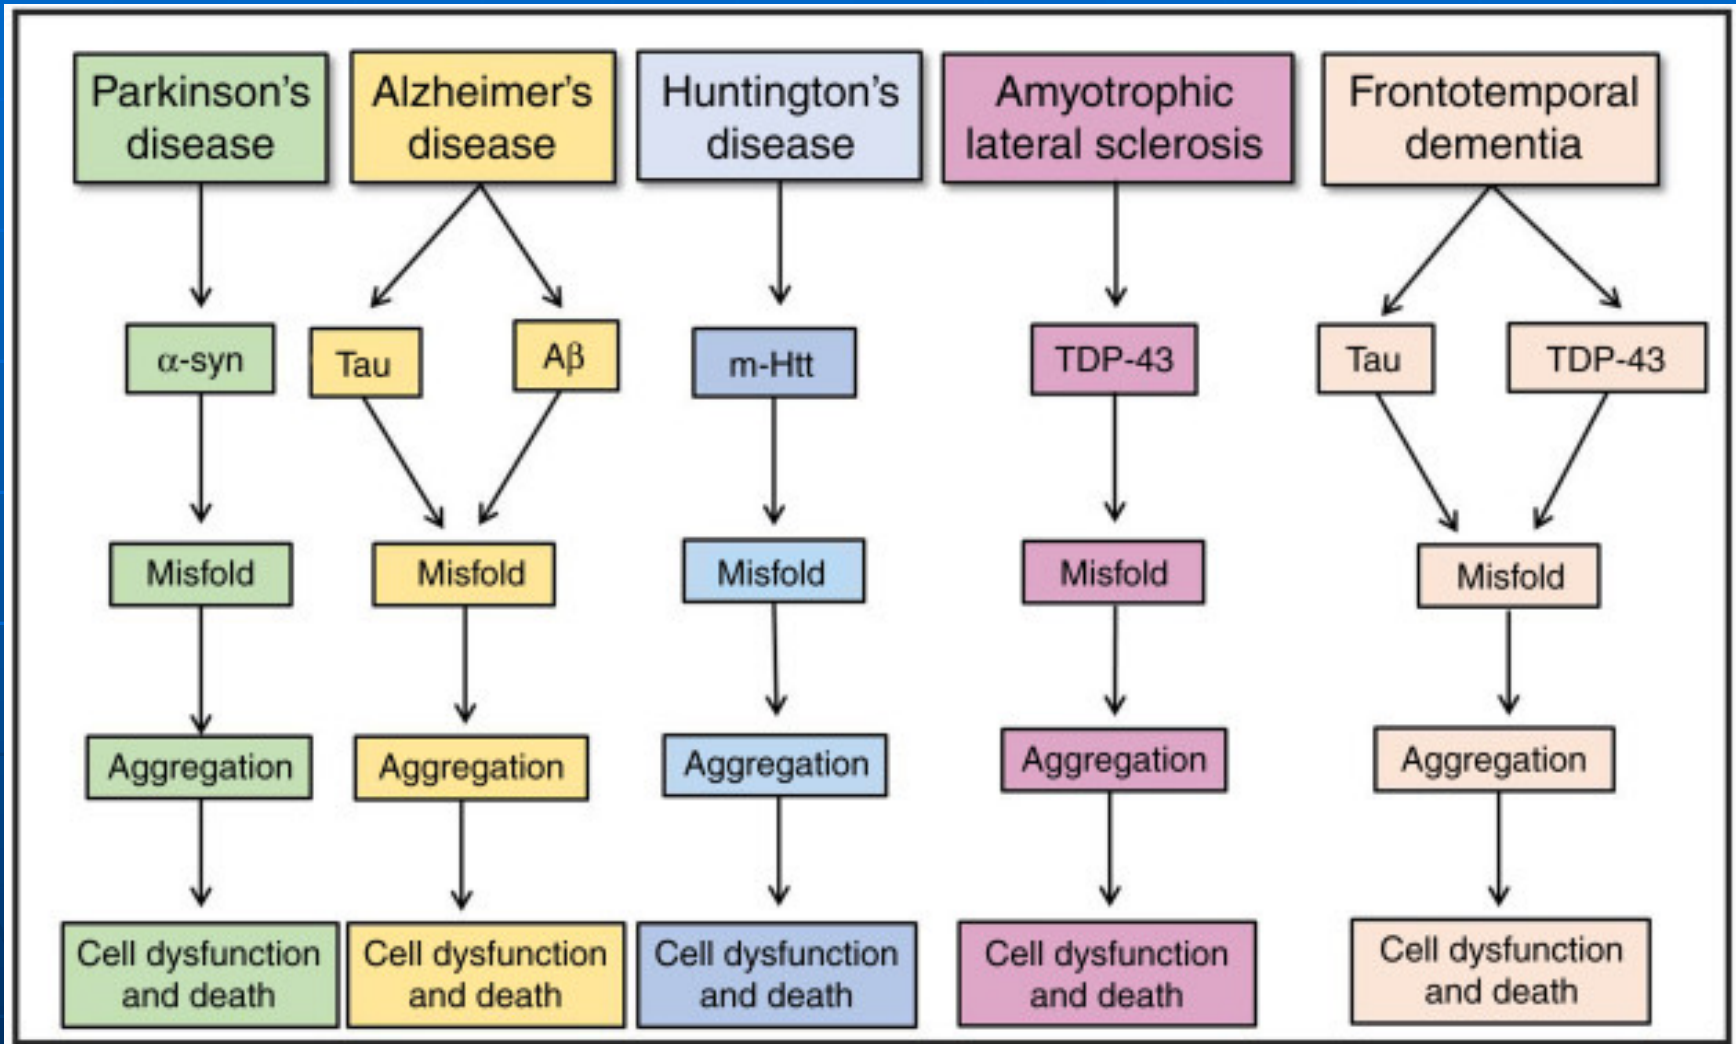 Parkinson's
disease
Alzheimer's
disease
Huntington's
disease
Amyotrophic
lateral sclerosis
Frontotemporal
dementia
α-syn
Tau
Aβ
m-Htt
TDP-43
Tau
TDP-43
Misfold
Misfold
Misfold
Misfold
Misfold
Aggregation
Aggregation
Aggregation
Aggregation
Aggregation
Cell dysfunction
and death
Cell dysfunction
and death
Cell dysfunction
and death
Cell dysfunction
and death
Cell dysfunction
and death